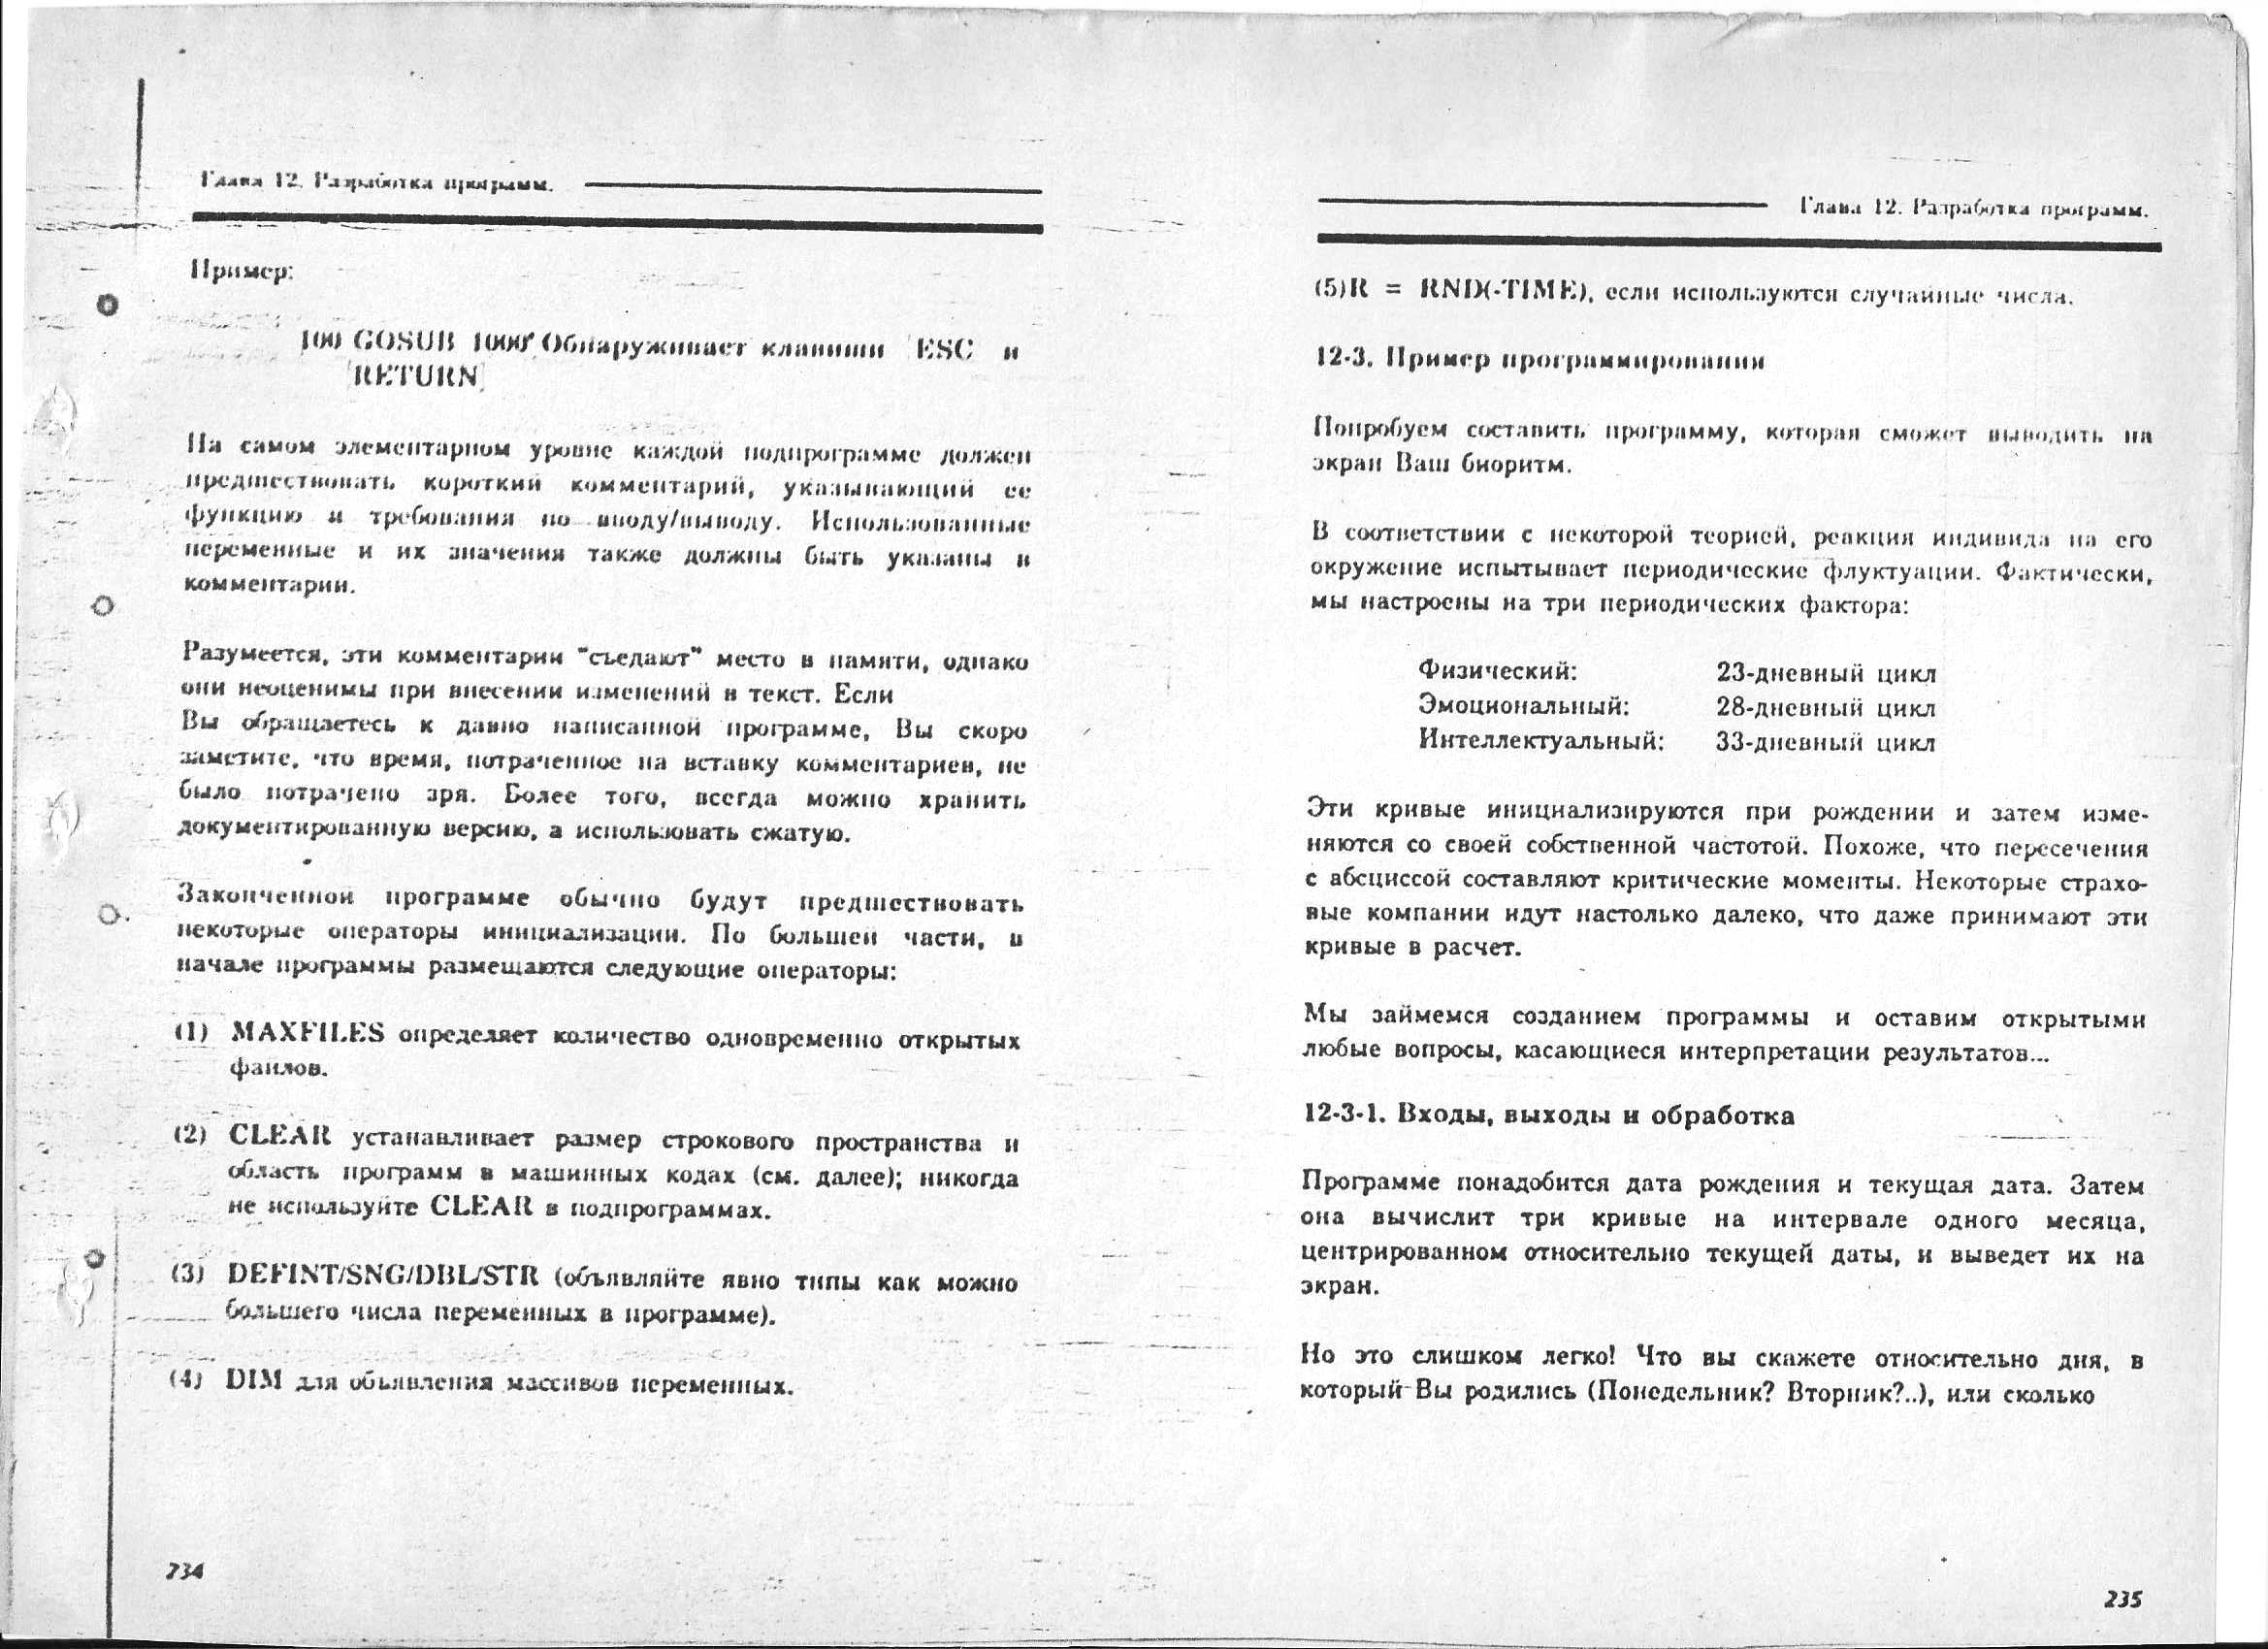 Глава 12. Разработка программ.
Пример:
100 GOSUB 1000' Обнаруживает клавиши [ESC] и
[RETURN]
На самом элементарном уровне каждой подпрограмме должен
предшествовать короткий комментарий, указывающий ее
функцию и требования по вводу/выводу. Использованные
переменные и их значения также должны быть указаны в
комментарии.
Разумеется, эти комментарии "съедают" место в памяти, однако
они неоценимы при внесении изменений в текст. Если
Вы обращаетесь к давно написанной программе, Вы скоро
заметите, что время, потраченное на вставку комментариев, не
было потрачено зря. Более того, всегда можно хранить
документированную версию, а использовать сжатую.
Законченной программе обычно будут предшествовать
некоторые операторы инициализации. По большей части, в
начале программы размещаются следующие операторы:
(1) MAXFILES определяет количество одновременно открытых
файлов.
(2) CLEAR устанавливает размер строкового пространства и
область программ в машинных кодах (см. далее); никогда
не используйте CLEAR в подпрограммах.
(3) DEFINT/SNG/DBL/STR (объявляйте явно типы как можно
большего числа переменных в программе).
(4) DIM для объявления массивов переменных.
234
Глава 12. Разработка программ.
(5)R = RND(-TIME), если используются случайные числа.
12-3. Пример программирования
Попробуем составить программу, которая сможет выводить на
экран Ваш биоритм.
В соответствии с некоторой теорией, реакция индивида на его
окружение испытывает периодические флуктуации. Фактически,
мы настроены на три периодических фактора:
Физический: 23-дневный цикл
Эмоциональный: 28-дневный цикл
Интеллектуальный: 33-дневный цикл
Эти кривые инициализируются при рождении и затем изме-
няются со своей собственной частотой. Похоже, что пересечения
с абсциссой составляют критические моменты. Некоторые страхо-
вые компании идут настолько далеко, что даже принимают эти
кривые в расчет.
Мы займемся созданием программы и оставим открытыми
любые вопросы, касающиеся интерпретации результатов...
12-3-1. Входы, выходы и обработка
Программе понадобится дата рождения и текущая дата. Затем
она вычислит три кривые на интервале одного месяца,
центрированном относительно текущей даты, и выведет их на
экран.
Но это слишком легко! Что вы скажете относительно дня, в
который Вы родились (Понедельник? Вторник?..), или сколько
235